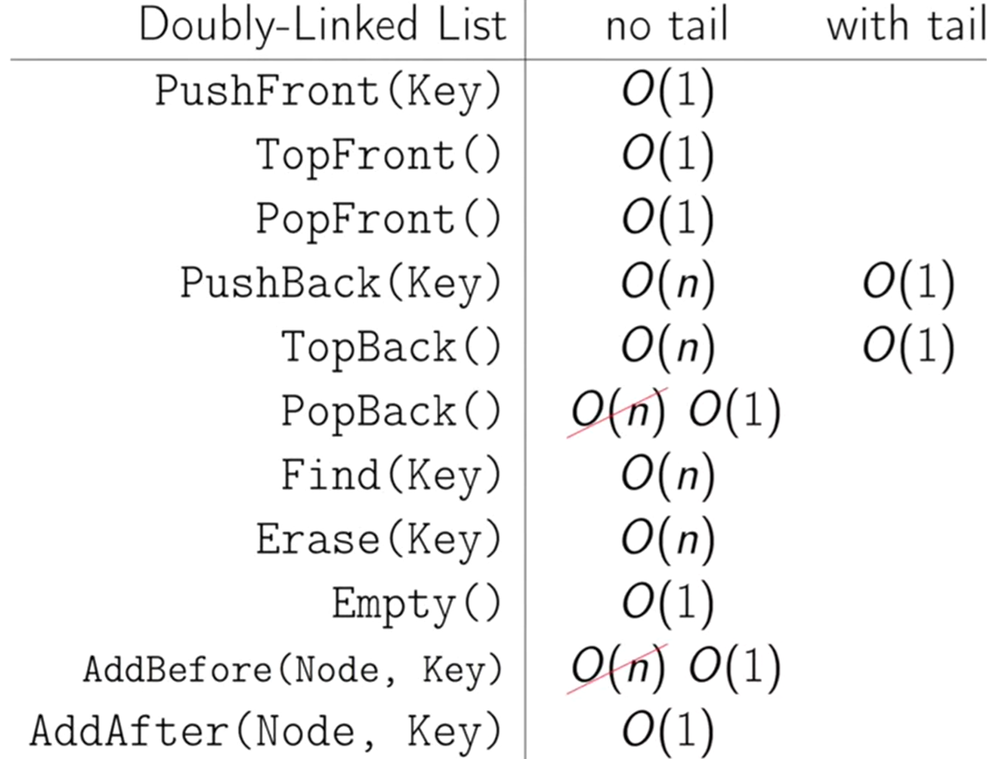 Doubly-Linked List no tail with tail
PushFront(Key) O(1)
TopFront() O(1)
PopFront() O(1)
PushBack(Key) O(n) O(1)
TopBack() O(n) O(1)
PopBack() O(n) O(1)
Find(Key) O(n)
Erase(Key) O(n)
Empty() O(1)
AddBefore(Node, Key) O(n) O(1)
AddAfter(Node, Key) O(1)